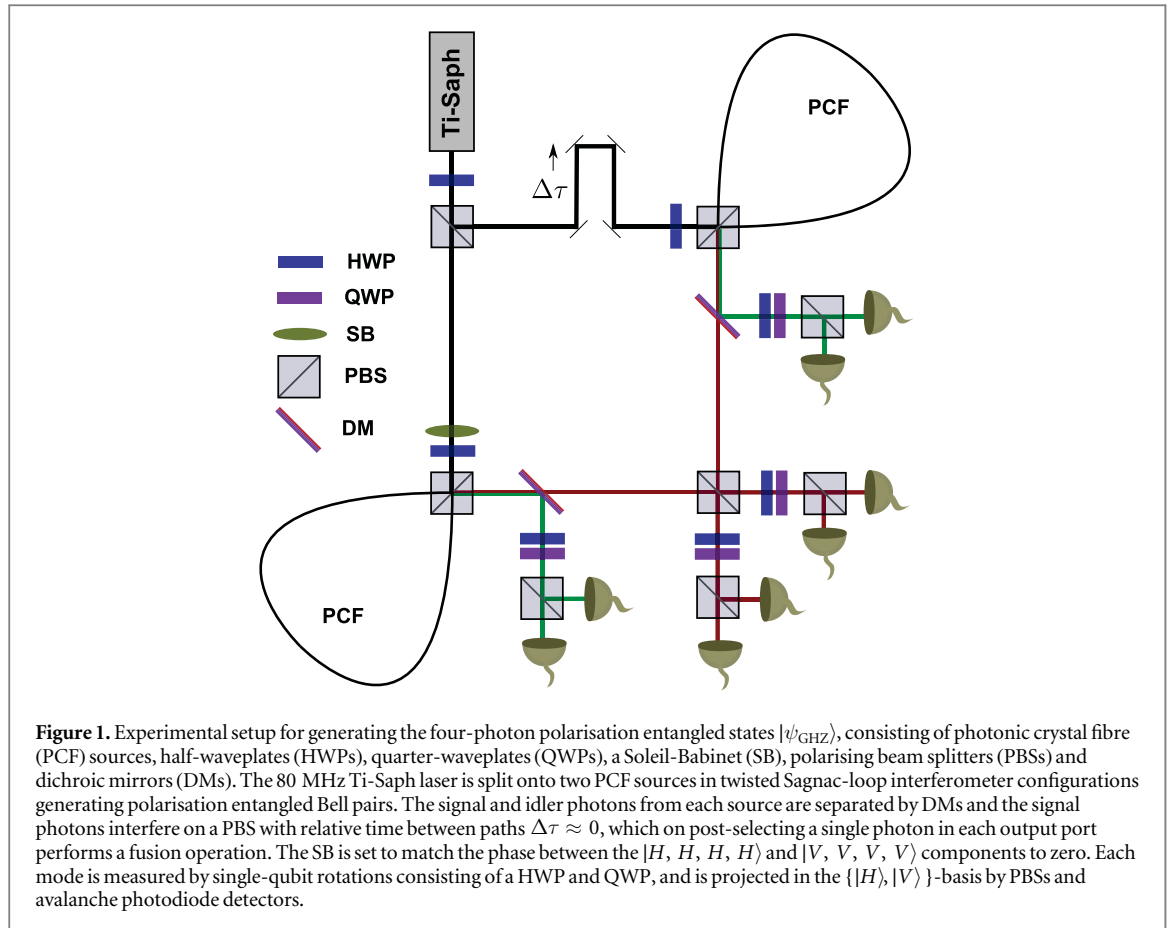 Ti-Saph
PCF
Δτ
HWP
QWP
SB
PBS
DM
PCF
Figure 1. Experimental setup for generating the four-photon polarisation entangled states |ψGHZ⟩, consisting of photonic crystal fibre
(PCF) sources, half-waveplates (HWPs), quarter-waveplates (QWPs), a Soleil-Babinet (SB), polarising beam splitters (PBSs) and
dichroic mirrors (DMs). The 80 MHz Ti-Saph laser is split onto two PCF sources in twisted Sagnac-loop interferometer configurations
generating polarisation entangled Bell pairs. The signal and idler photons from each source are separated by DMs and the signal
photons interfere on a PBS with relative time between paths Δτ ≈ 0, which on post-selecting a single photon in each output port
performs a fusion operation. The SB is set to match the phase between the |H, H, H, H⟩ and |V, V, V, V⟩ components to zero. Each
mode is measured by single-qubit rotations consisting of a HWP and QWP, and is projected in the {|H⟩, |V⟩ }-basis by PBSs and
avalanche photodiode detectors.